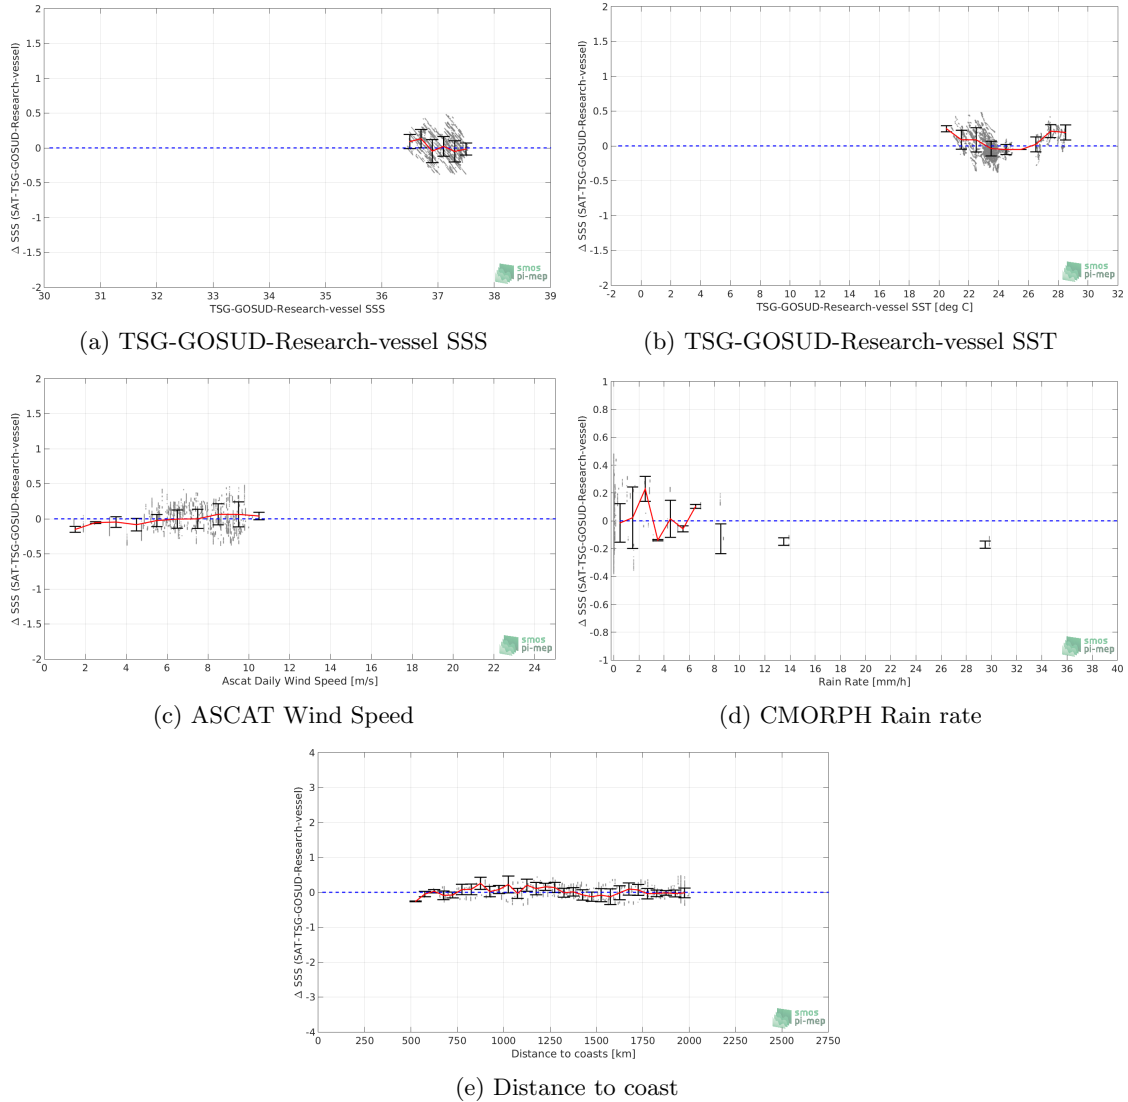 Δ SSS (SAT-TSG-GOSUD-Research-vessel)
2
1.5
1
0.5
0
-0.5
-1
-1.5
-2
30 31 32 33 34 35 36 37 38 39
TSG-GOSUD-Research-vessel SSS
smos
pi-mep
(a) TSG-GOSUD-Research-vessel SSS
Δ SSS (SAT-TSG-GOSUD-Research-vessel)
2
1.5
1
0.5
0
-0.5
-1
-1.5
-2
-2 0 2 4 6 8 10 12 14 16 18 20 22 24 26 28 30 32
TSG-GOSUD-Research-vessel SST [deg C]
smos
pi-mep
(b) TSG-GOSUD-Research-vessel SST
Δ SSS (SAT-TSG-GOSUD-Research-vessel)
2
1.5
1
0.5
0
-0.5
-1
-1.5
-2
0 2 4 6 8 10 12 14 16 18 20 22 24
Ascat Daily Wind Speed [m/s]
smos
pi-mep
(c) ASCAT Wind Speed
Δ SSS (SAT-TSG-GOSUD-Research-vessel)
1
0.8
0.6
0.4
0.2
0
-0.2
-0.4
-0.6
-0.8
-1
0 2 4 6 8 10 12 14 16 18 20 22 24 26 28 30 32 34 36 38 40
Rain Rate [mm/h]
smos
pi-mep
(d) CMORPH Rain rate
Δ SSS (SAT-TSG-GOSUD-Research-vessel)
4
3
2
1
0
-1
-2
-3
-4
0 250 500 750 1000 1250 1500 1750 2000 2250 2500 2750
Distance to coasts [km]
smos
pi-mep
(e) Distance to coast